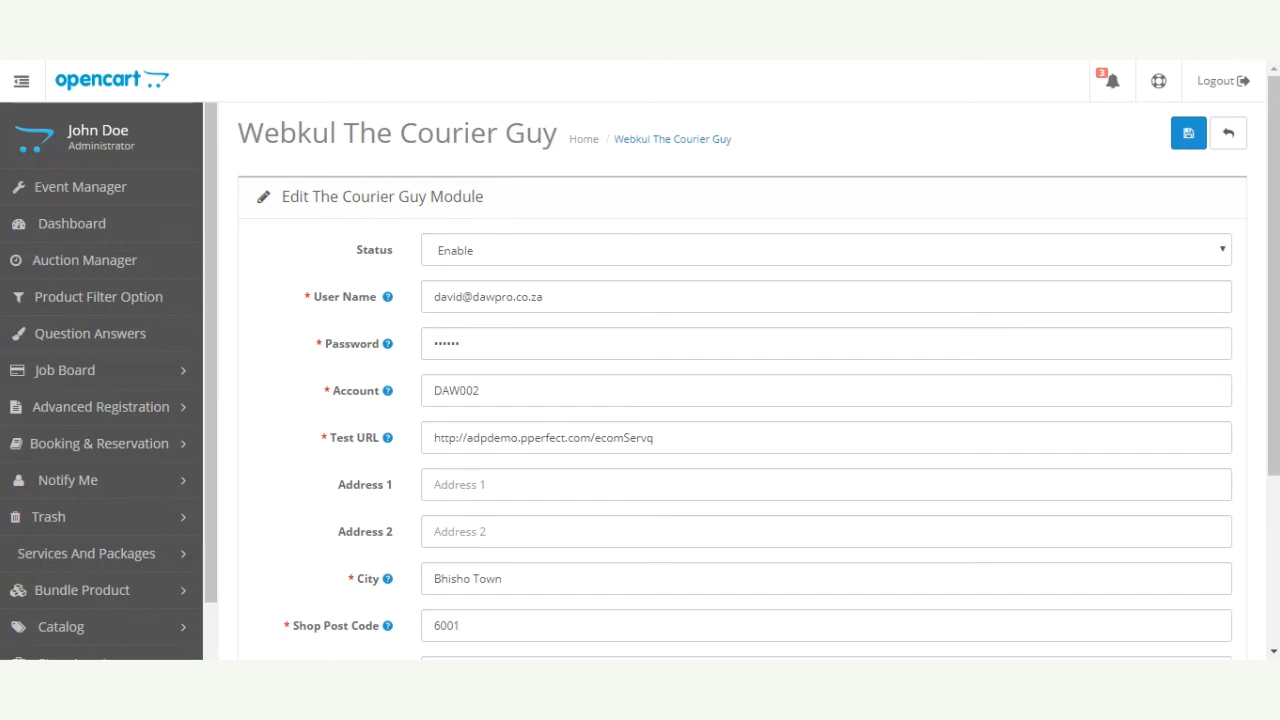 opencart
3
Logout
John Doe
Administrator
Event Manager
Dashboard
Auction Manager
Product Filter Option
Question Answers
Job Board
Advanced Registration
Booking & Reservation
Notify Me
Trash
Services And Packages
Bundle Product
Catalog
Webkul The Courier Guy
Home / Webkul The Courier Guy
Edit The Courier Guy Module
Status Enable
* User Name ? david@dawpro.co.za
* Password ? ••••••
* Account ? DAW002
* Test URL ? http://adpdemo.pperfect.com/ecomServq
Address 1 Address 1
Address 2 Address 2
* City ? Bhisho Town
* Shop Post Code ? 6001